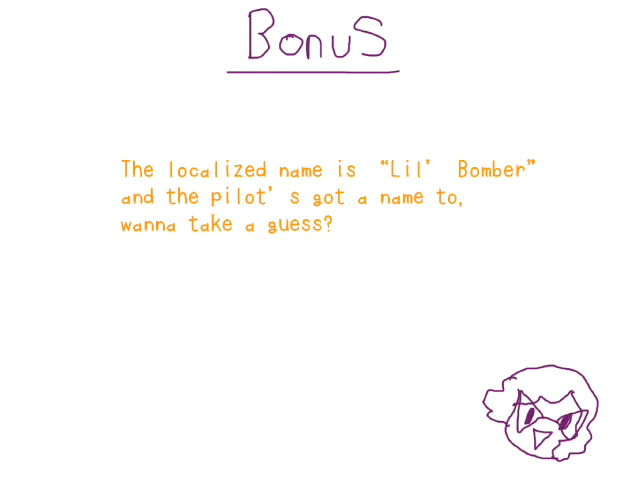 BonuS
The localized name is “Lil’ Bomber”
and the pilot’s got a name to,
wanna take a guess?